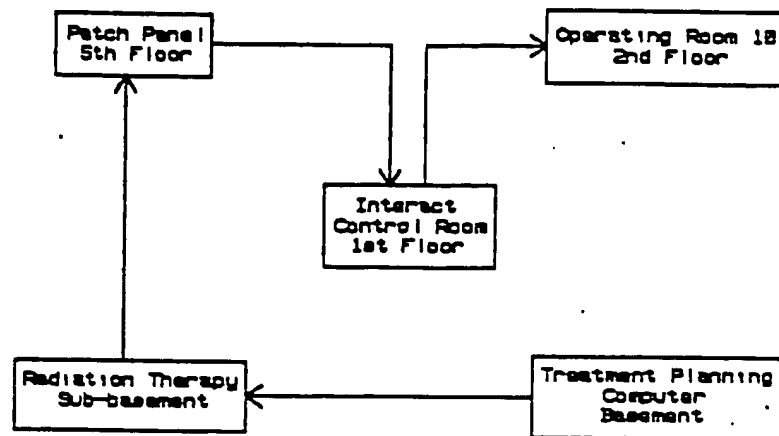 Patch Panel
5th Floor
Operating Room 18
2nd Floor
Interact
Control Room
1st Floor
Radiation Therapy
Sub-basement
Treatment Planning
Computer
Basement